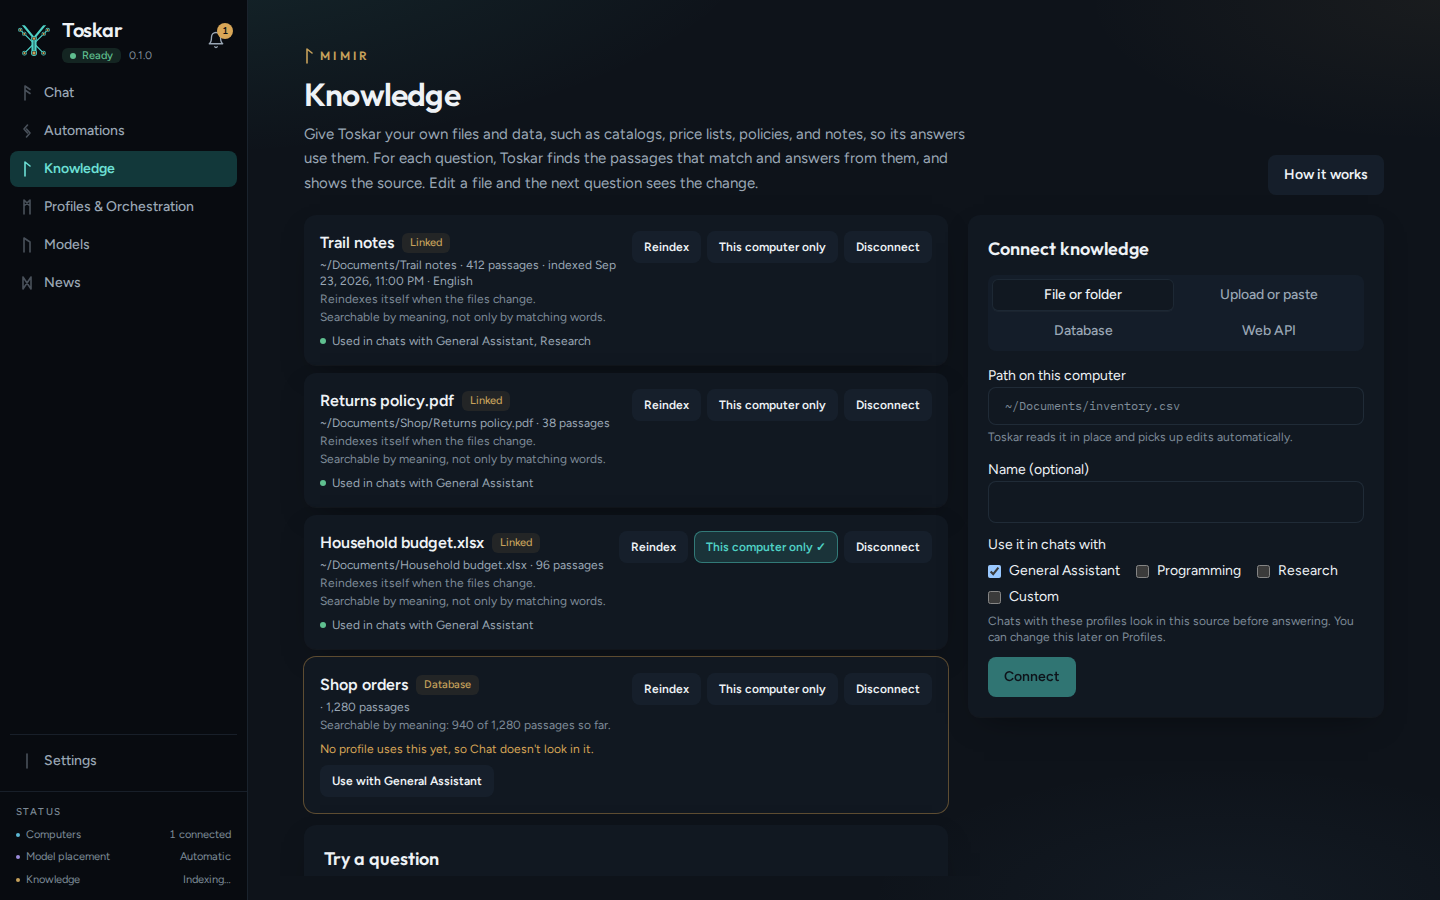 Toskar
Ready 0.1.0
1
Chat
Automations
Knowledge
Profiles & Orchestration
Models
News
Settings
STATUS
Computers 1 connected
Model placement Automatic
Knowledge Indexing…
ᛚ MIMIR
Knowledge
Give Toskar your own files and data, such as catalogs, price lists, policies, and notes, so its answers
use them. For each question, Toskar finds the passages that match and answers from them, and
shows the source. Edit a file and the next question sees the change.
How it works
Trail notes Linked
Reindex This computer only Disconnect
~/Documents/Trail notes · 412 passages · indexed Sep
23, 2026, 11:00 PM · English
Reindexes itself when the files change.
Searchable by meaning, not only by matching words.
Used in chats with General Assistant, Research
Returns policy.pdf Linked
Reindex This computer only Disconnect
~/Documents/Shop/Returns policy.pdf · 38 passages
Reindexes itself when the files change.
Searchable by meaning, not only by matching words.
Used in chats with General Assistant
Household budget.xlsx Linked
Reindex This computer only ✓ Disconnect
~/Documents/Household budget.xlsx · 96 passages
Reindexes itself when the files change.
Searchable by meaning, not only by matching words.
Used in chats with General Assistant
Shop orders Database
Reindex This computer only Disconnect
· 1,280 passages
Searchable by meaning: 940 of 1,280 passages so far.
No profile uses this yet, so Chat doesn't look in it.
Use with General Assistant
Try a question
Connect knowledge
File or folder Upload or paste
Database Web API
Path on this computer
~/Documents/inventory.csv
Toskar reads it in place and picks up edits automatically.
Name (optional)
Use it in chats with
General Assistant Programming Research
Custom
Chats with these profiles look in this source before answering. You
can change this later on Profiles.
Connect